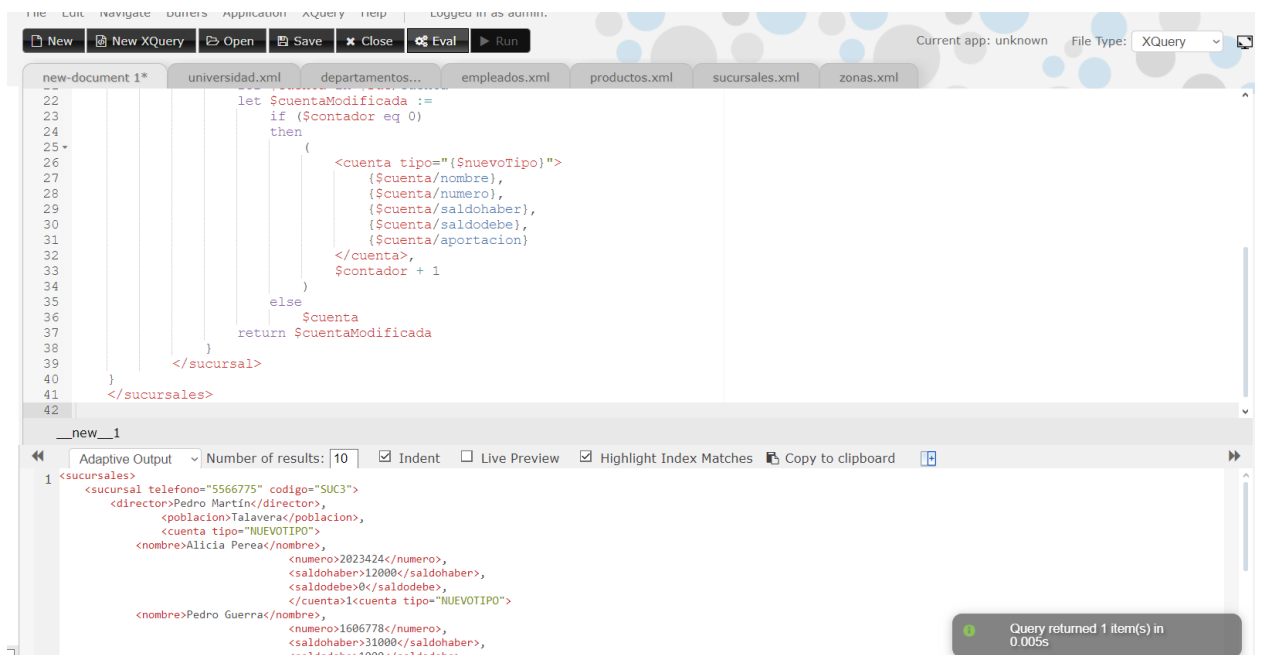 File Edit Navigate Buffers Application XQuery Help Logged in as admin.
New New XQuery Open Save Close Eval Run Current app: unknown File Type: XQuery
new-document 1* universidad.xml departamentos... empleados.xml productos.xml sucursales.xml zonas.xml
22 let $cuentaModificada :=
23 if ($contador eq 0)
24 then
25 (
26 <cuenta tipo="{$nuevoTipo}">
27 {$cuenta/nombre},
28 {$cuenta/numero},
29 {$cuenta/saldohaber},
30 {$cuenta/saldodebe},
31 {$cuenta/aportacion}
32 </cuenta>,
33 $contador + 1
34 )
35 else
36 $cuenta
37 return $cuentaModificada
38 }
39 </sucursal>
40 }
41 </sucursales>
42
__new__1
Adaptive Output Number of results: 10 Indent Live Preview Highlight Index Matches Copy to clipboard
1 <sucursales>
<sucursal telefono="5566775" codigo="SUC3">
<director>Pedro Martín</director>,
<poblacion>Talavera</poblacion>,
<cuenta tipo="NUEVOTIPO">
<nombre>Alicia Perea</nombre>,
<numero>2023424</numero>,
<saldohaber>12000</saldohaber>,
<saldodebe>0</saldodebe>,
</cuenta>1<cuenta tipo="NUEVOTIPO">
<nombre>Pedro Guerra</nombre>,
<numero>1606778</numero>,
<saldohaber>31000</saldohaber>,
Query returned 1 item(s) in
0.005s